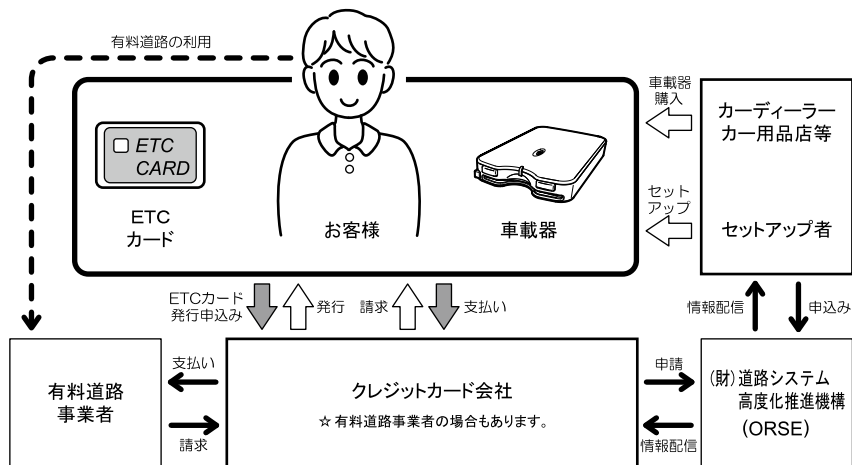 有料道路の利用
ETC
CARD
ETC
カード
お客様
車載器
車載器
購入
カーディーラー
カー用品店等
セット
アップ
セットアップ者
ETCカード
発行申込み
発行
請求
支払い
情報配信
申込み
有料道路
事業者
支払い
請求
クレジットカード会社
☆有料道路事業者の場合もあります。
申請
情報配信
(財)道路システム
高度化推進機構
(ORSE)